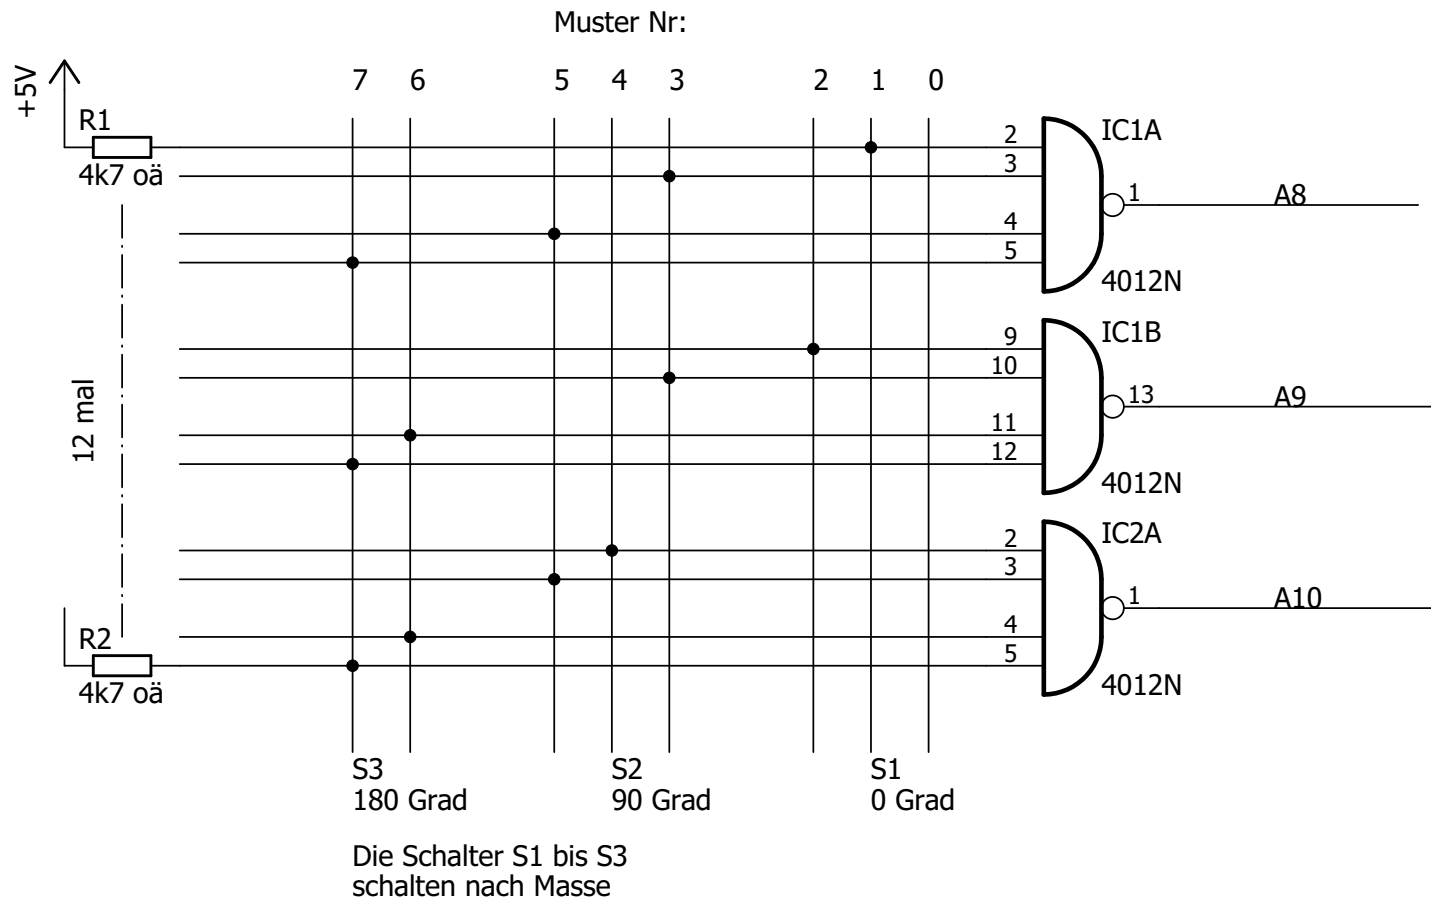 Muster Nr:
+5V
7 6 5 4 3 2 1 0
R1
4k7 oä
2
3
4
5
IC1A
1
A8
4012N
12 mal
9
10
11
12
IC1B
13
A9
4012N
2
3
4
5
IC2A
1
A10
4012N
R2
4k7 oä
S3
180 Grad
S2
90 Grad
S1
0 Grad
Die Schalter S1 bis S3
schalten nach Masse